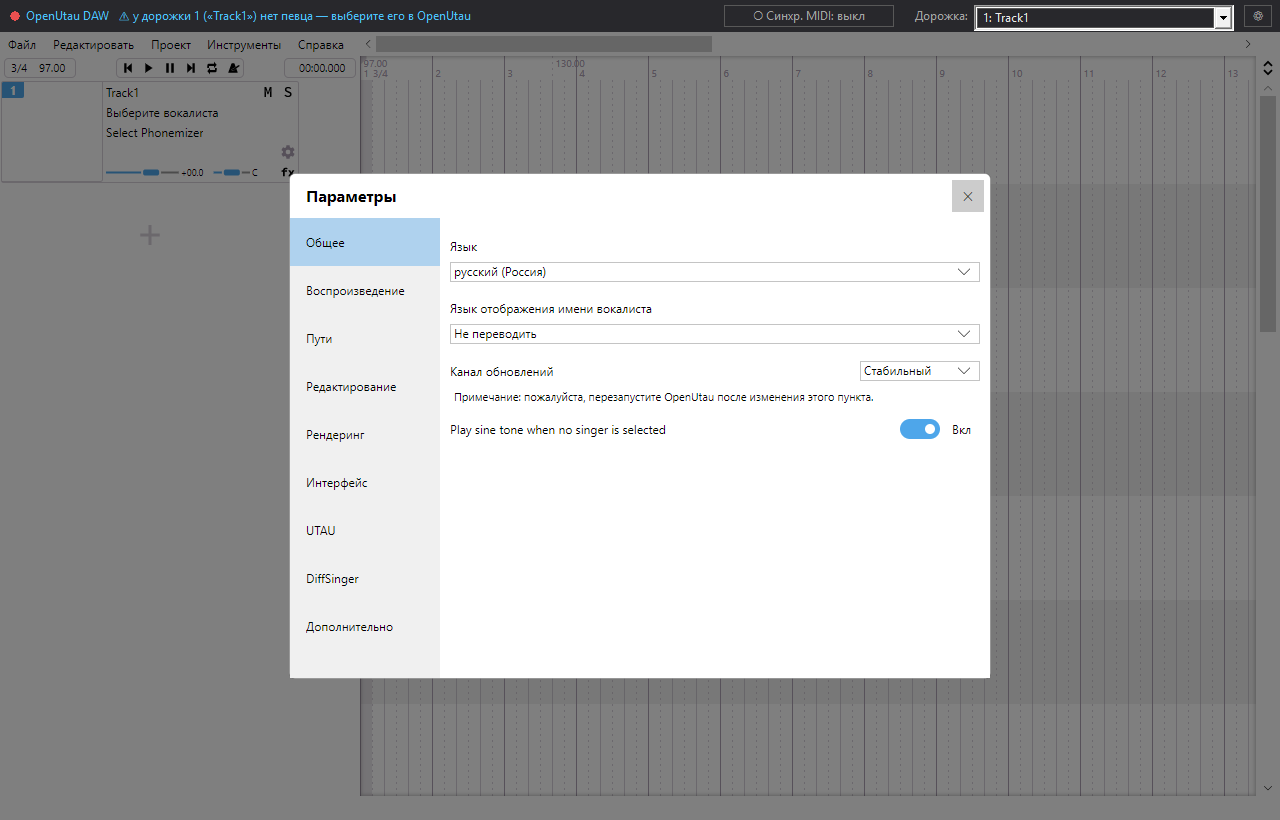 OpenUtau DAW ⚠ у дорожки 1 («Track1») нет певца — выберите его в OpenUtau
Синхр. MIDI: выкл
Дорожка:
1: Track1
Файл Редактировать Проект Инструменты Справка
3/4 97.00
00:00.000
97.00 130.00
1 3/4 2 3 4 5 6 7 8 9 10 11 12 13
1
Track1 M S
Выберите вокалиста
Select Phonemizer
+00.0 C fx
Параметры
Общее
Воспроизведение
Пути
Редактирование
Рендеринг
Интерфейс
UTAU
DiffSinger
Дополнительно
Язык
русский (Россия)
Язык отображения имени вокалиста
Не переводить
Канал обновлений Стабильный
Примечание: пожалуйста, перезапустите OpenUtau после изменения этого пункта.
Play sine tone when no singer is selected Вкл